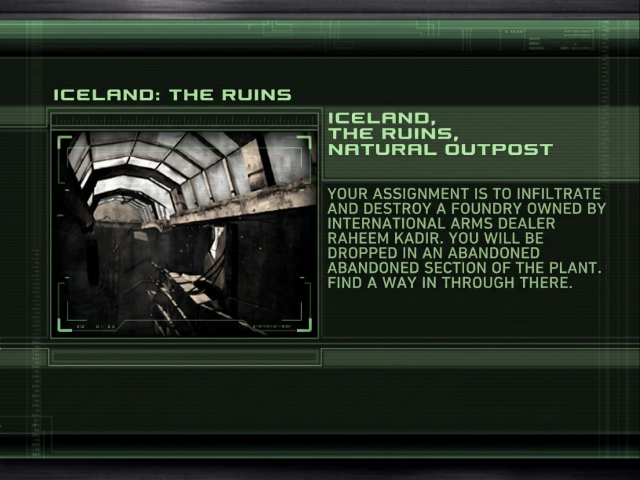 ICELAND: THE RUINS
ICELAND,
THE RUINS,
NATURAL OUTPOST
YOUR ASSIGNMENT IS TO INFILTRATE
AND DESTROY A FOUNDRY OWNED BY
INTERNATIONAL ARMS DEALER
RAHEEM KADIR. YOU WILL BE
DROPPED IN AN ABANDONED
ABANDONED SECTION OF THE PLANT.
FIND A WAY IN THROUGH THERE.